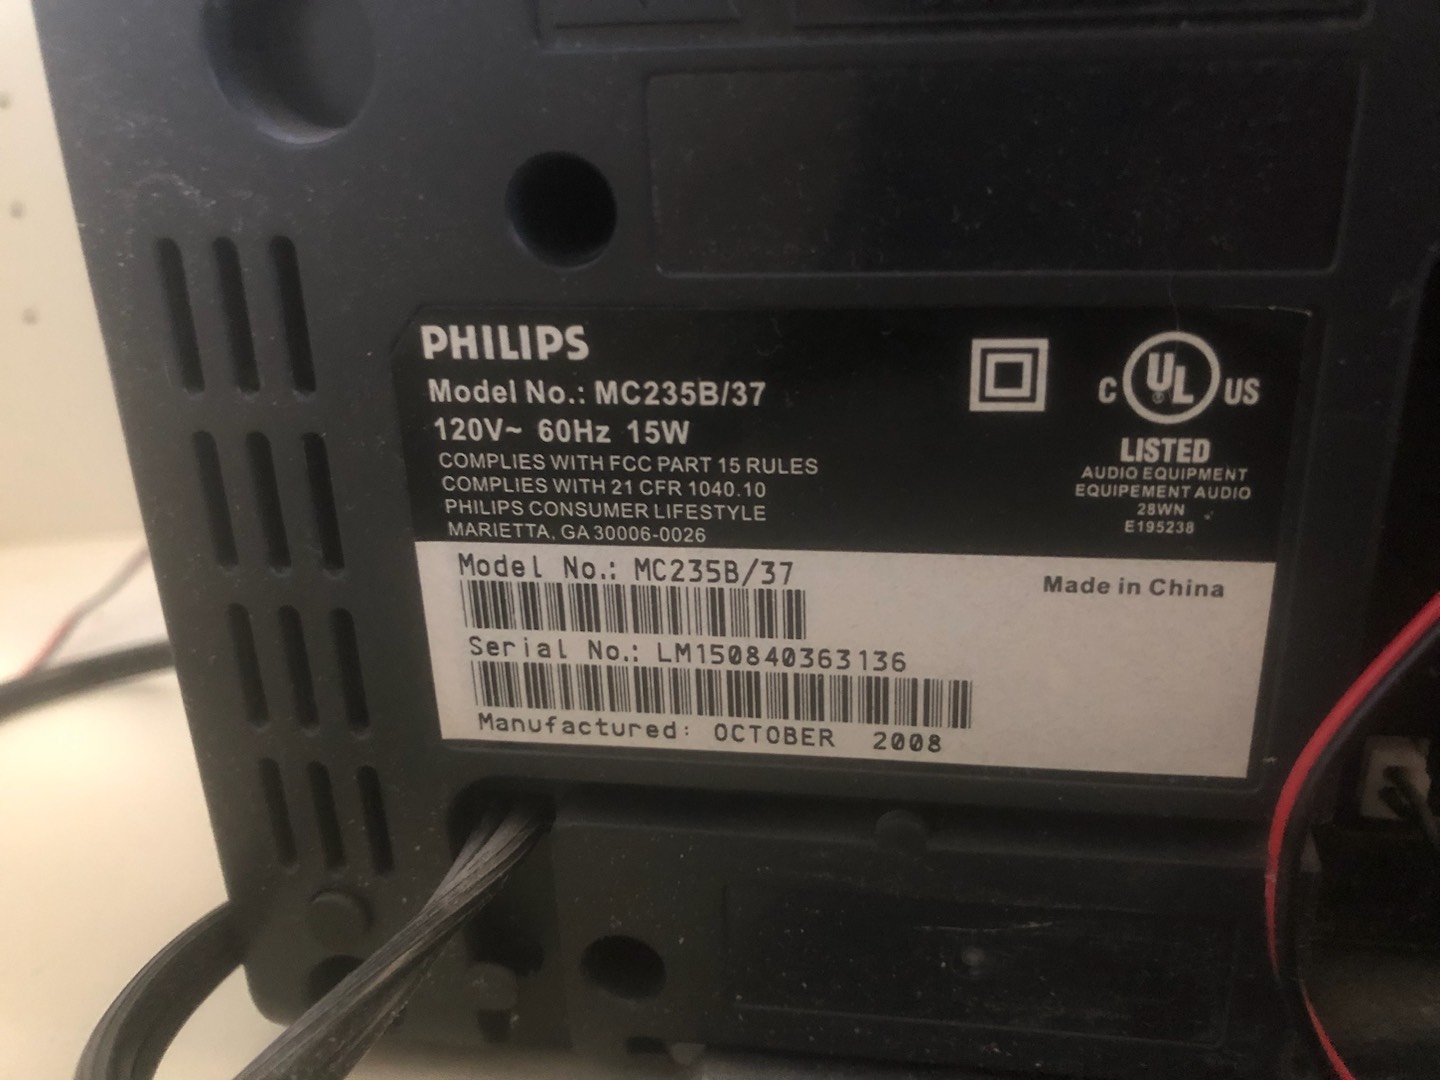 PHILIPS
Model No.: MC235B/37
120V~ 60Hz 15W
COMPLIES WITH FCC PART 15 RULES
COMPLIES WITH 21 CFR 1040.10
PHILIPS CONSUMER LIFESTYLE
MARIETTA, GA 30006-0026
C UL ® US
LISTED
AUDIO EQUIPMENT
EQUIPEMENT AUDIO
28WN
E195238
Model No.: MC235B/37
Made in China
Serial No.: LM150840363136
Manufactured: OCTOBER 2008